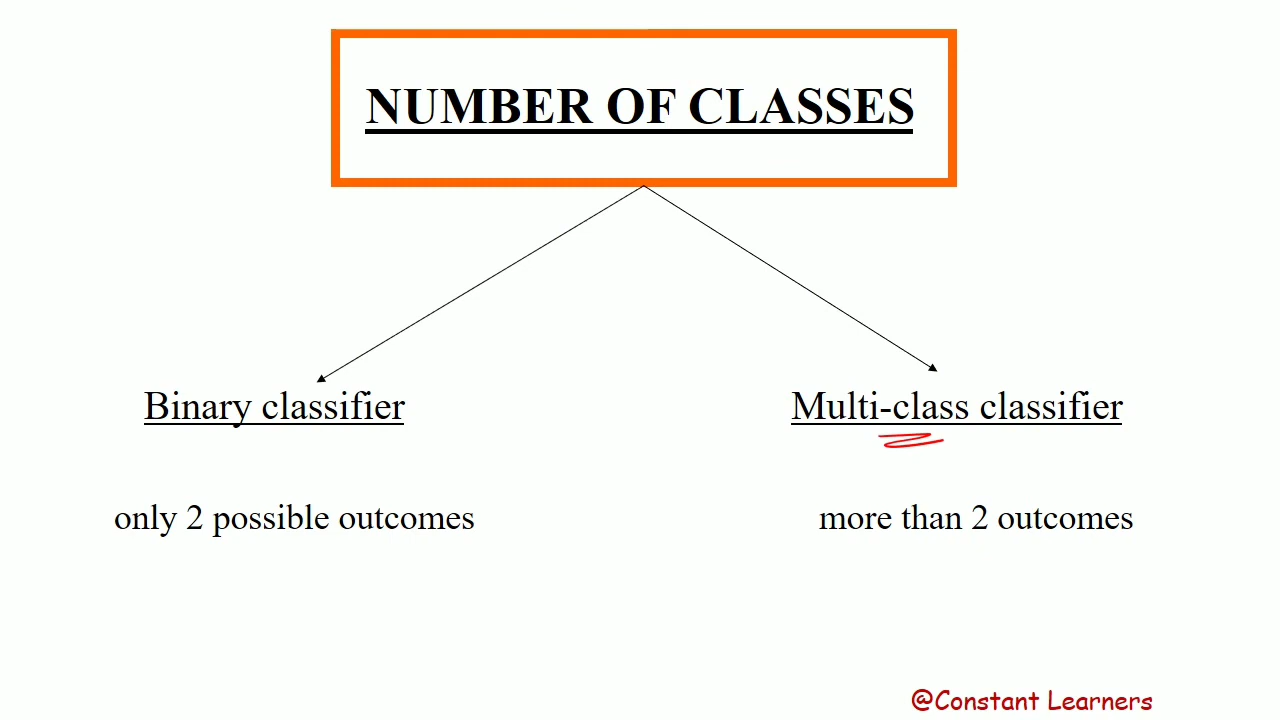 NUMBER OF CLASSES
Binary classifier
Multi-class classifier
only 2 possible outcomes
more than 2 outcomes
@Constant Learners